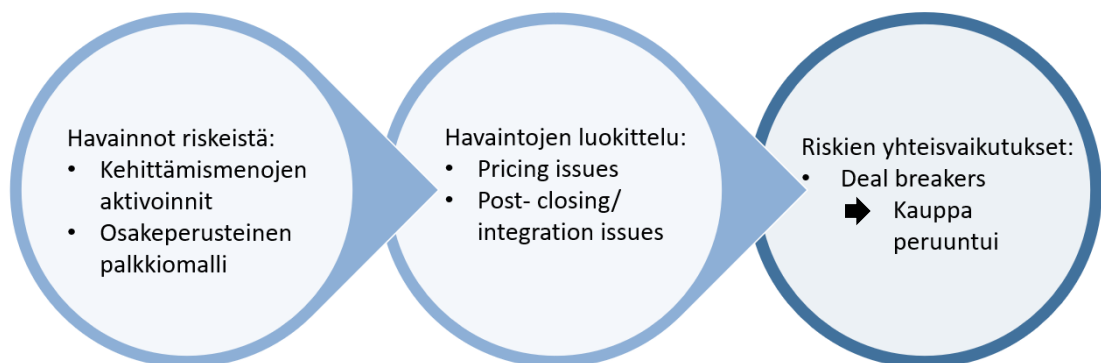 Havainnot riskeistä:
• Kehittämismenojen
aktivoinnit
• Osakeperusteinen
palkkiomalli
Havaintojen luokittelu:
• Pricing issues
• Post- closing/
integration issues
Riskien yhteisvaikutukset:
• Deal breakers
Kauppa
peruuntui